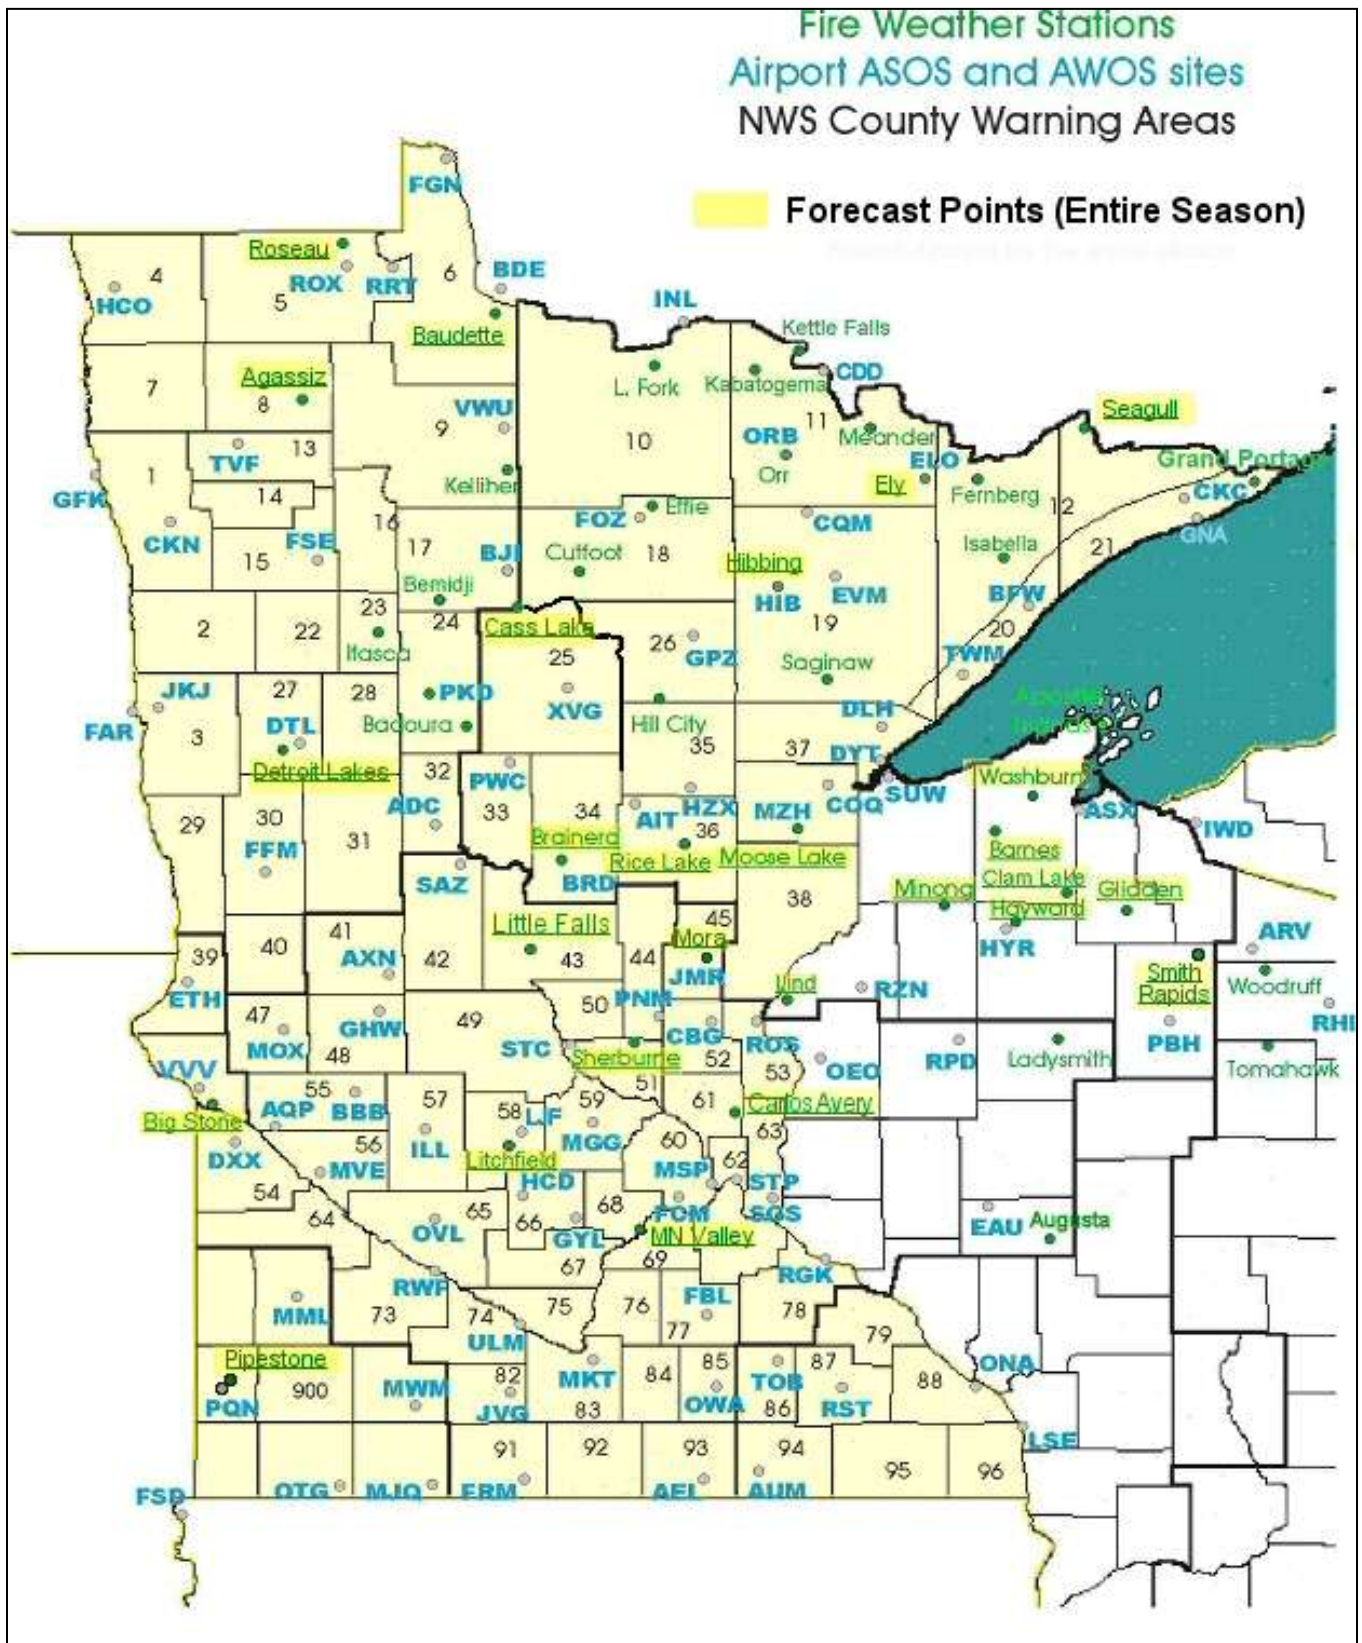 Fire Weather Stations
Airport ASOS and AWOS sites
NWS County Warning Areas
Forecast Points (Entire Season)
FGN
Roseau
4
5
ROX
RRT
6
BDE
HCO
INL
Baudette
Kettle Falls
Agassiz
7
8
L. Fork
Kabatogema
CDD
VWU
9
10
11
ORB
Meander
Seagull
TVF
13
1
Orr
ELO
Ely
Grand Portag
GFK
14
Kelliher
Fernberg
CKC
12
CKN
FSE
15
16
17
FOZ
Effie
CQM
GNA
BJI
Cutfoot
18
Isabella
21
Bemidji
Hibbing
HIB
EVM
BFW
2
22
23
24
Cass Lake
26
19
20
Itasca
25
GPZ
Saginaw
TWM
JKJ
27
28
PKD
XVG
FAR
3
DTL
Badoura
Hill City
DLH
35
37
DYT
Detroit Lakes
32
PWC
Washburn
SUW
29
30
ADC
33
34
HZX
MZH
COQ
ASX
AIT
36
IWD
FFM
31
Brainerd
Rice Lake
Moose Lake
Barnes
SAZ
BRD
Clam Lake
Minong
Glidden
38
Hayward
40
41
Little Falls
45
HYR
ARV
39
AXN
42
43
44
Mora
JMR
Smith
Rapids
Woodruff
ETH
50
PNM
RZN
RHI
47
GHW
49
CBG
MOX
48
STC
Sherburne
52
ROS
RPD
Ladysmith
PBH
VVV
53
OEO
Tomahawk
55
BBB
57
51
AQP
58
59
61
Carlos Avery
Big Stone
LJF
63
DXX
56
ILL
MGG
60
MVE
Litchfield
MSP
62
54
HCD
STP
64
65
66
68
FCM
SGS
EAU
Augusta
OVL
GYL
MN Valley
67
69
RWF
RGK
MML
73
74
75
76
FBL
78
77
79
ULM
Pipestone
900
MWM
82
MKT
84
85
87
88
ONA
PQN
JVG
83
OWA
TOB
86
RST
LSE
91
92
93
94
95
96
FSD
OTG
MJQ
FRM
AEL
AUM